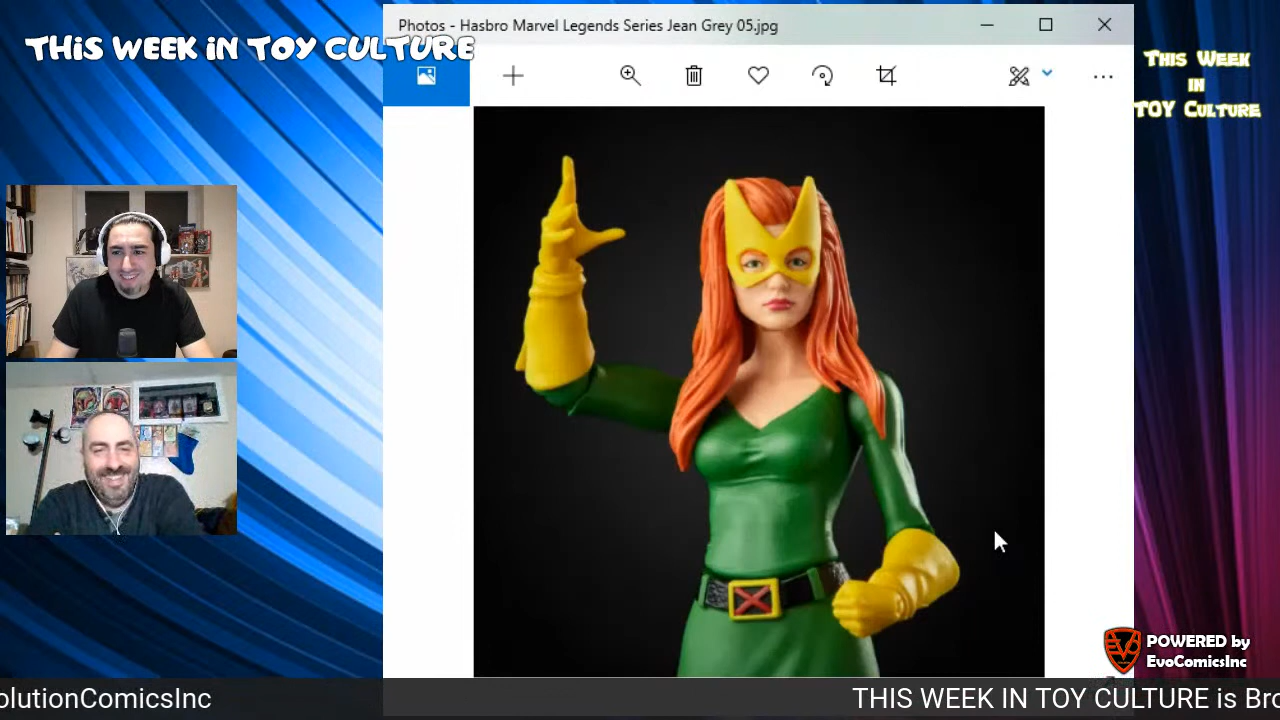 Photos - Hasbro Marvel Legends Series Jean Grey 05.jpg
THiS WEEK iN TOY CULTURE
This Week
in
TOY Culture
EVO
POWERED by
EvoComicsInc
olutionComicsInc
THIS WEEK IN TOY CULTURE is Bro